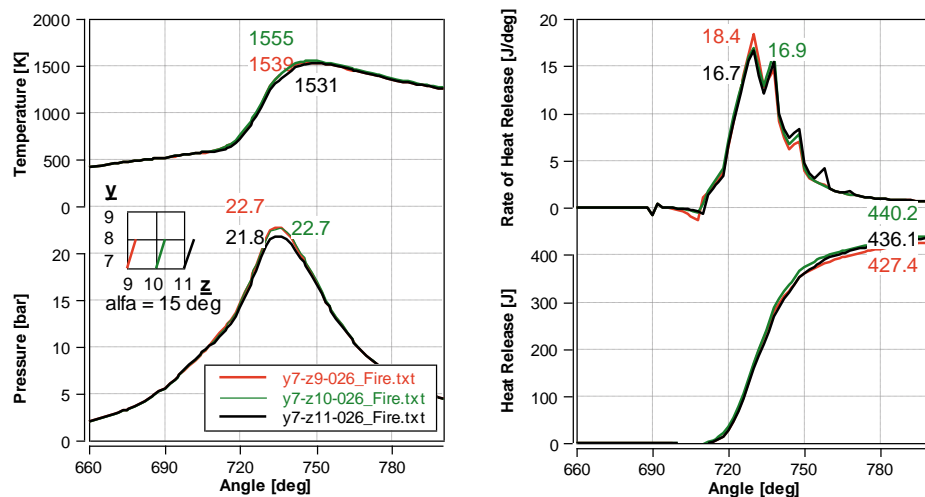 Temperature [K]
2000
1500
1000
500
0
1555
1539
1531
Pressure [bar]
20
15
10
5
0
22.7
22.7
21.8
y
9
8
7
9 10 11 z
alfa = 15 deg
y7-z9-026_Fire.txt
y7-z10-026_Fire.txt
y7-z11-026_Fire.txt
660 690 720 750 780
Angle [deg]
Rate of Heat Release [J/deg]
20
15
10
5
0
18.4
16.9
16.7
Heat Release [J]
400
300
200
100
0
440.2
436.1
427.4
660 690 720 750 780
Angle [deg]